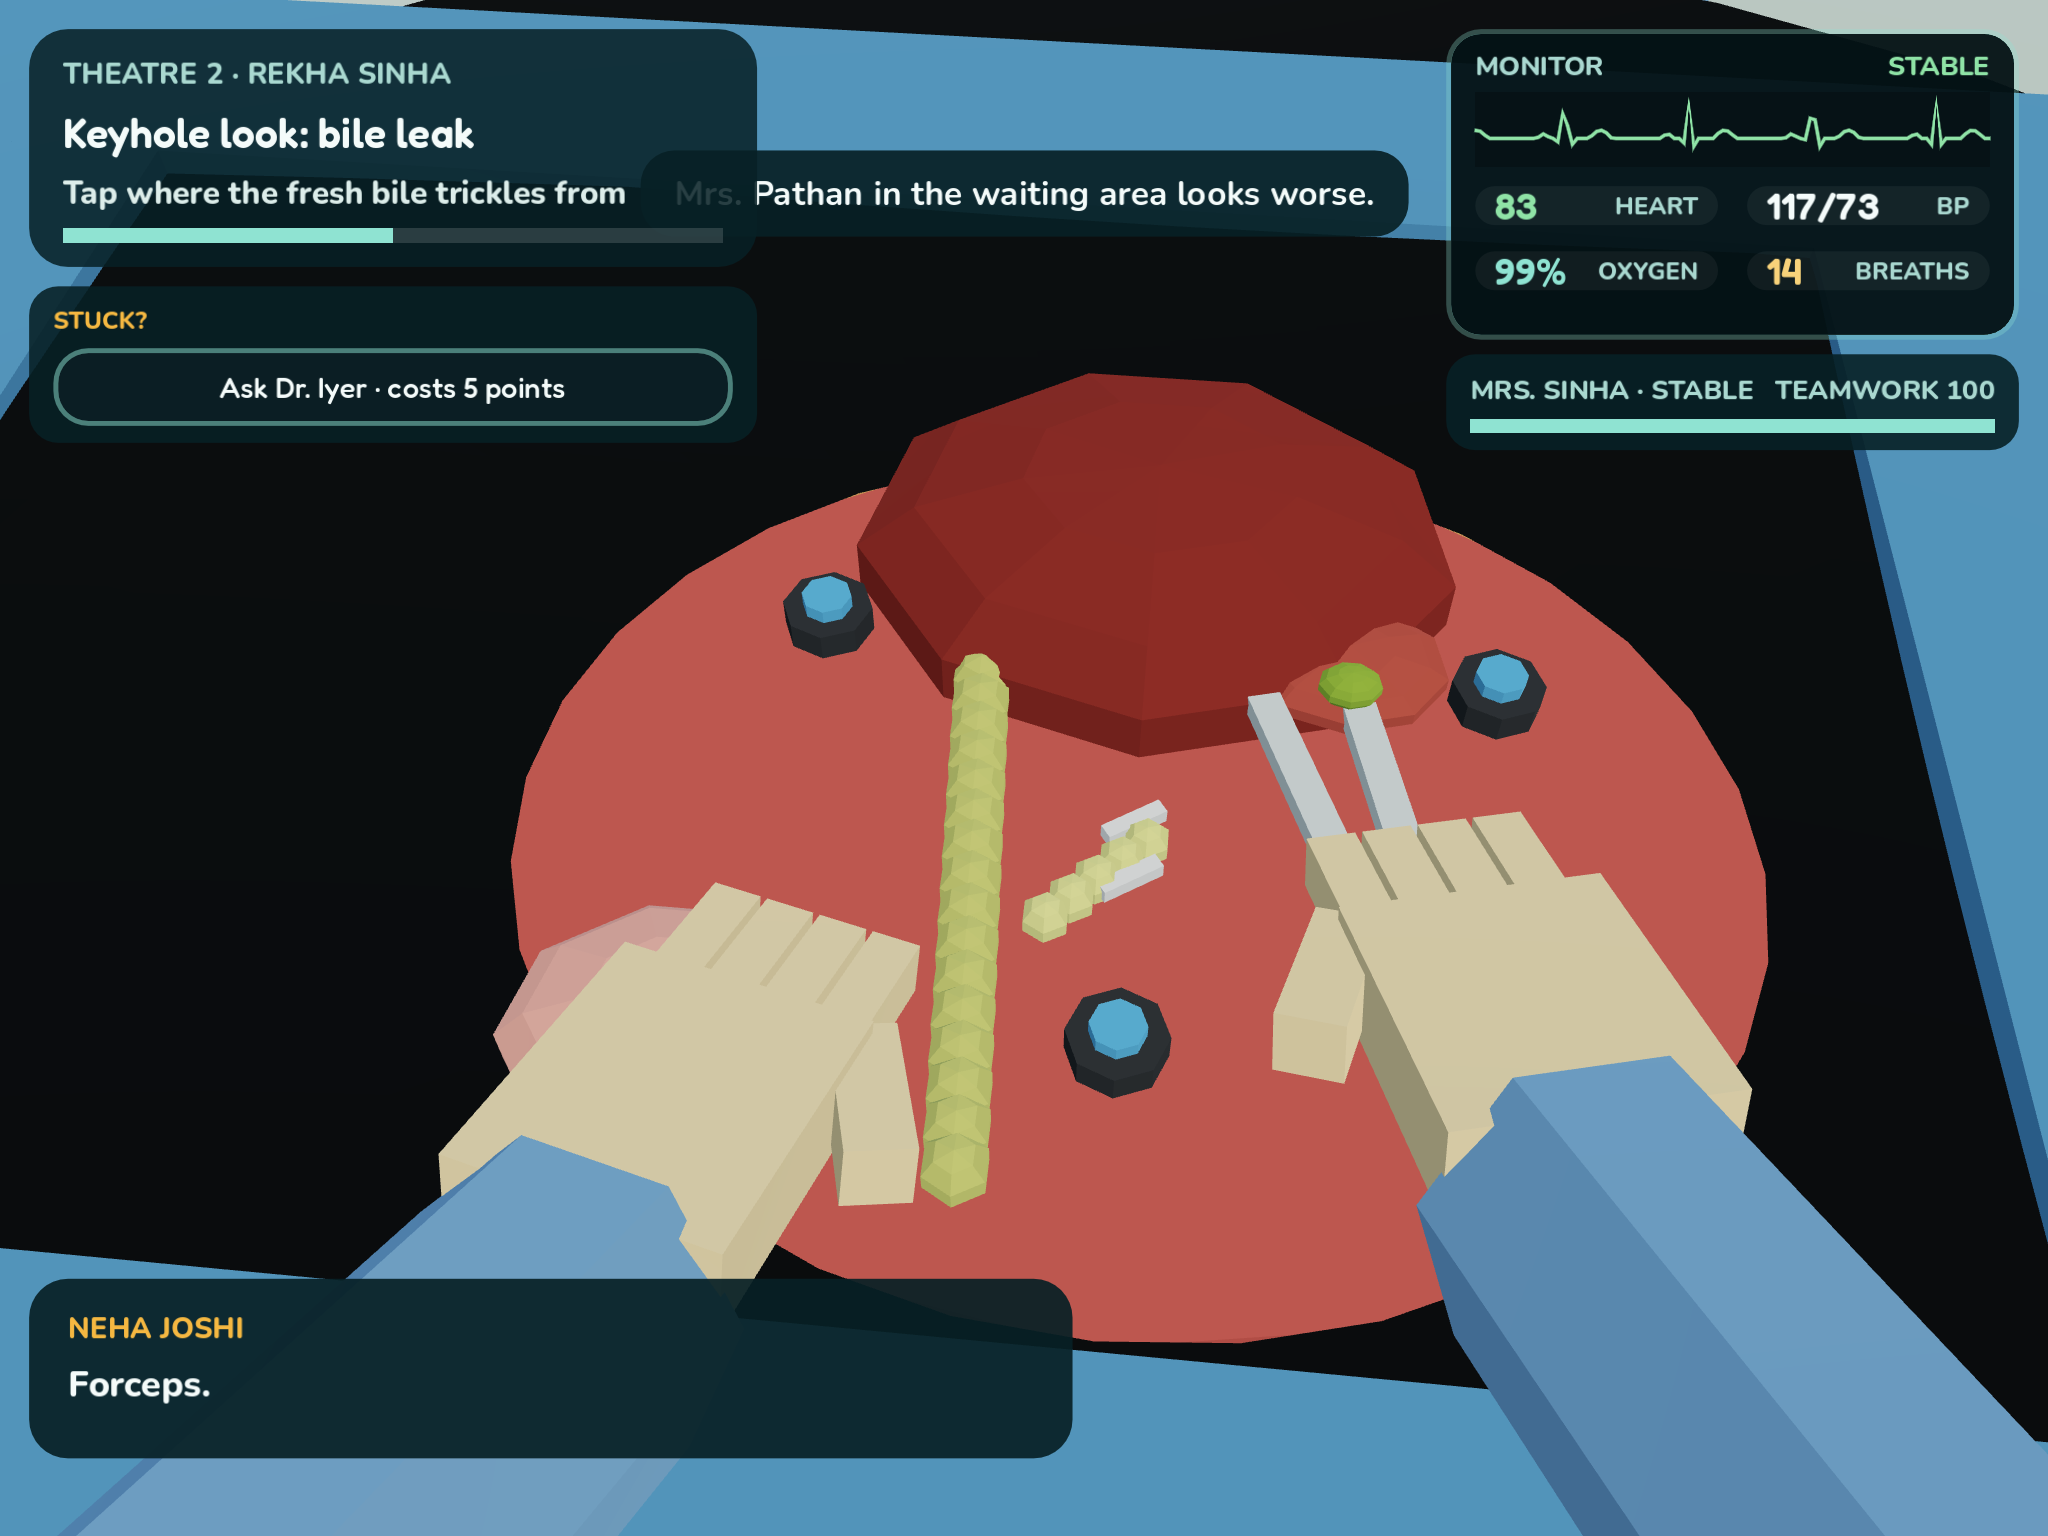 THEATRE 2 · REKHA SINHA
Keyhole look: bile leak
Tap where the fresh bile trickles from
Mrs. Pathan in the waiting area looks worse.
STUCK?
Ask Dr. Iyer · costs 5 points
MONITOR STABLE
83 HEART 117/73 BP
99% OXYGEN 14 BREATHS
MRS. SINHA · STABLE TEAMWORK 100
NEHA JOSHI
Forceps.